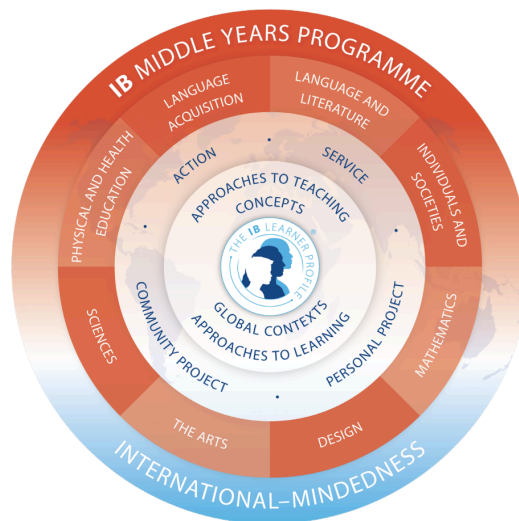 IB MIDDLE YEARS PROGRAMME
LANGUAGE
ACQUISITION
LANGUAGE AND
LITERATURE
PHYSICAL AND HEALTH
EDUCATION
INDIVIDUALS AND
SOCIETIES
SCIENCES
MATHEMATICS
THE ARTS
DESIGN
ACTION
SERVICE
COMMUNITY PROJECT
PERSONAL PROJECT
APPROACHES TO TEACHING
CONCEPTS
THE IB LEARNER PROFILE
®
GLOBAL CONTEXTS
APPROACHES TO LEARNING
INTERNATIONAL–MINDEDNESS